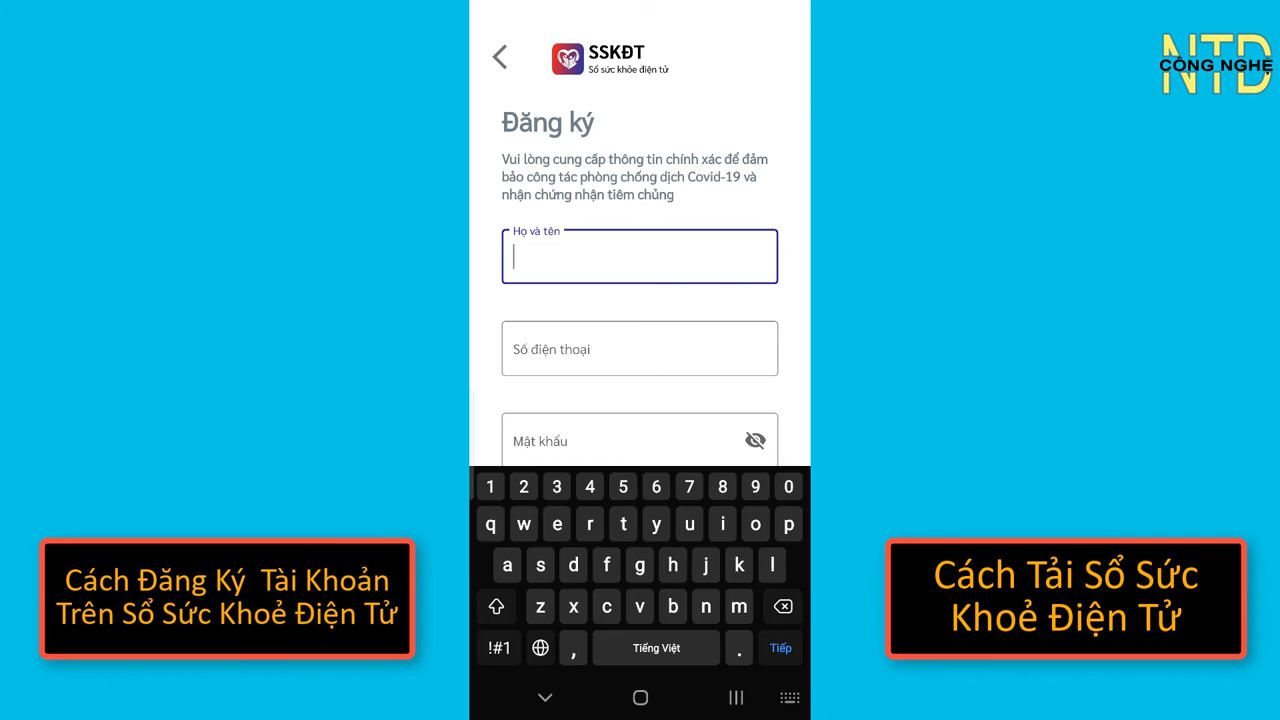 SSKĐT
Sổ sức khỏe điện tử
NTD
CÔNG NGHỆ
Đăng ký
Vui lòng cung cấp thông tin chính xác để đảm
bảo công tác phòng chống dịch Covid-19 và
nhận chứng nhận tiêm chủng
Họ và tên
Số điện thoại
Mật khẩu
1 2 3 4 5 6 7 8 9 0
q w e r t y u i o p
a s d f g h j k l
z x c v b n m
!#1 , Tiếng Việt . Tiếp
Cách Đăng Ký Tài Khoản
Trên Sổ Sức Khoẻ Điện Tử
Cách Tải Sổ Sức
Khoẻ Điện Tử